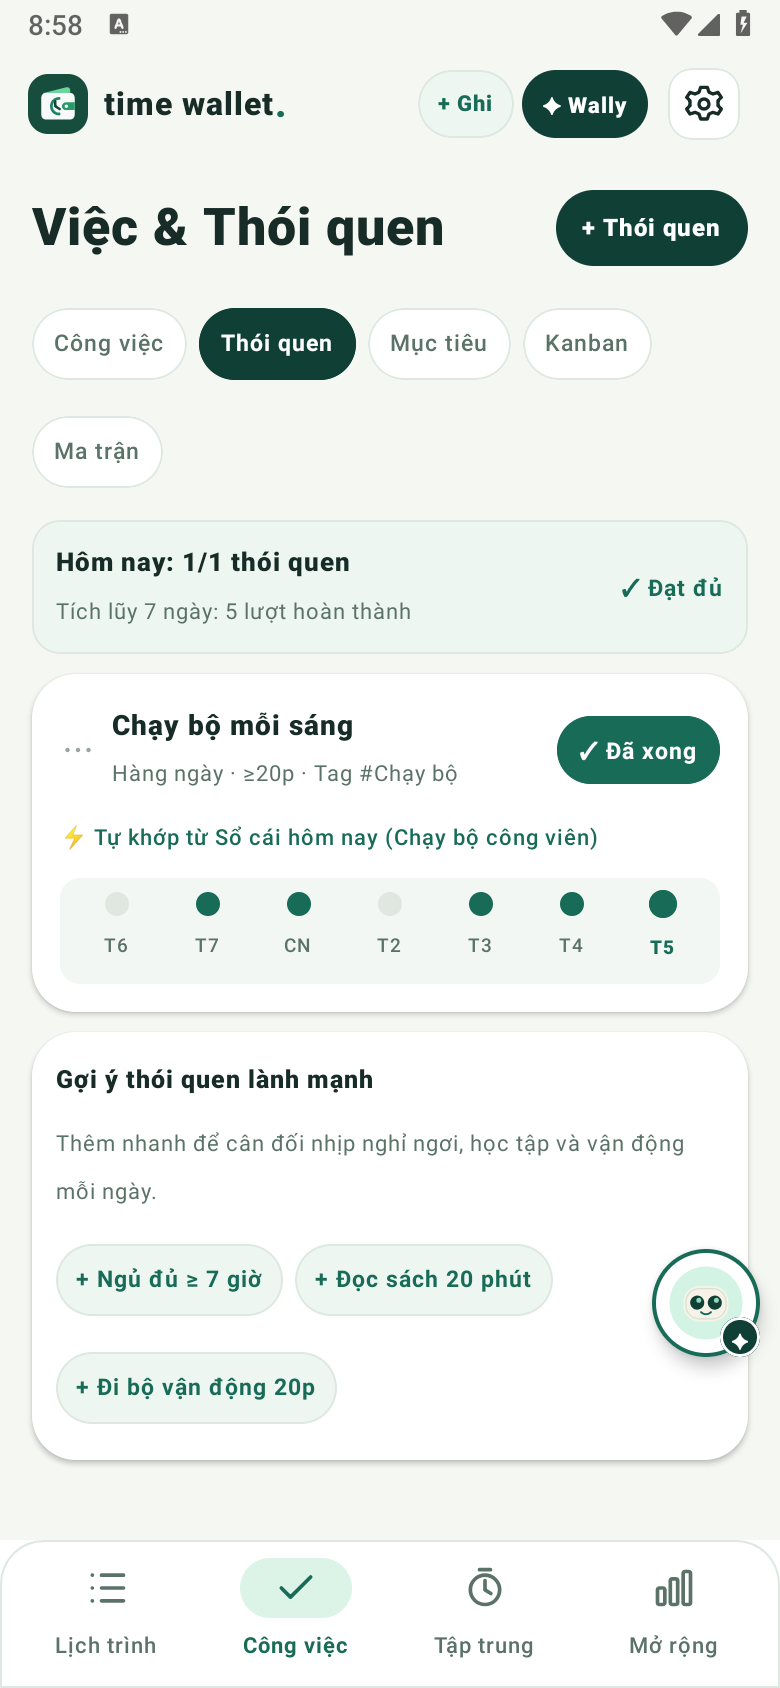 8:58
A
time wallet.
+ Ghi
✦ Wally
Việc & Thói quen
+ Thói quen
Công việc
Thói quen
Mục tiêu
Kanban
Ma trận
Hôm nay: 1/1 thói quen
Tích lũy 7 ngày: 5 lượt hoàn thành
✓ Đạt đủ
...
Chạy bộ mỗi sáng
Hàng ngày · ≥20p · Tag #Chạy bộ
✓ Đã xong
⚡ Tự khớp từ Sổ cái hôm nay (Chạy bộ công viên)
T6 T7 CN T2 T3 T4 T5
Gợi ý thói quen lành mạnh
Thêm nhanh để cân đối nhịp nghỉ ngơi, học tập và vận động
mỗi ngày.
+ Ngủ đủ ≥ 7 giờ
+ Đọc sách 20 phút
+ Đi bộ vận động 20p
Lịch trình
Công việc
Tập trung
Mở rộng